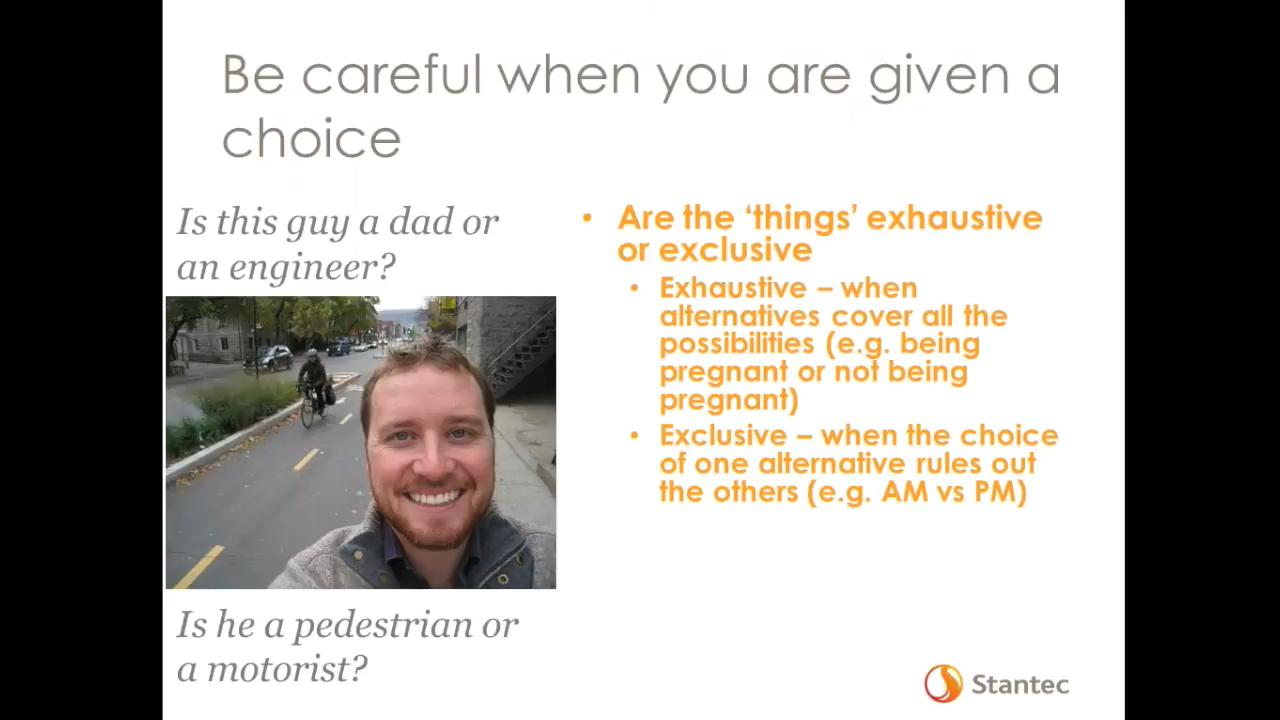 Be careful when you are given a
choice
Is this guy a dad or
an engineer?
Is he a pedestrian or
a motorist?
• Are the ‘things’ exhaustive
or exclusive
• Exhaustive – when
alternatives cover all the
possibilities (e.g. being
pregnant or not being
pregnant)
• Exclusive – when the choice
of one alternative rules out
the others (e.g. AM vs PM)
Stantec